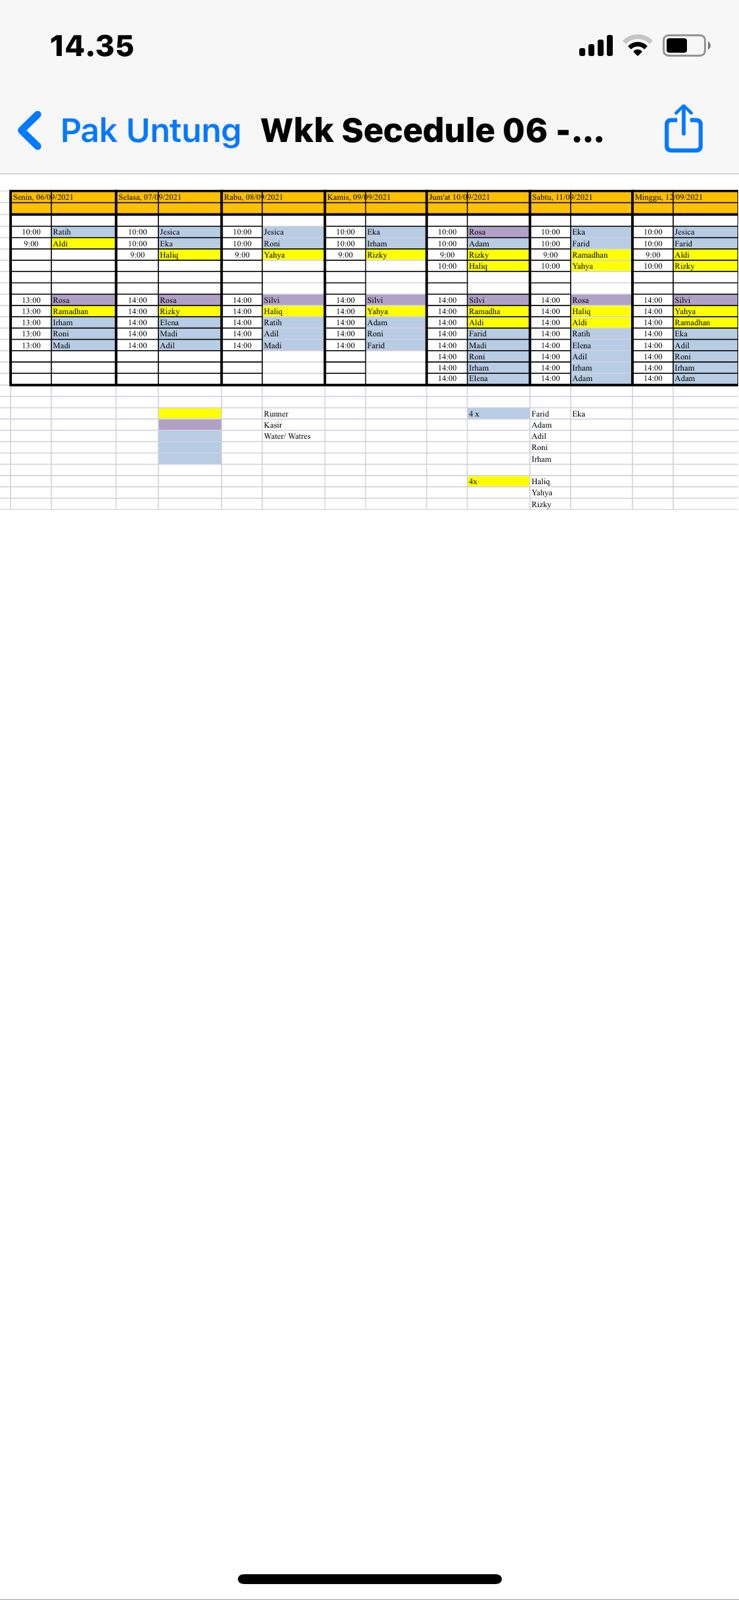 14.35
Pak Untung Wkk Secedule 06 -...
Senin, 06/09/2021 Selasa, 07/09/2021 Rabu, 08/09/2021 Kamis, 09/09/2021 Jum'at 10/09/2021 Sabtu, 11/09/2021 Minggu, 12/09/2021
10:00 Ratih 10:00 Jesica 10:00 Jesica 10:00 Eka 10:00 Rosa 10:00 Eka 10:00 Jesica
9:00 Aldi 10:00 Eka 10:00 Roni 10:00 Irham 10:00 Adam 10:00 Farid 10:00 Farid
9:00 Haliq 9:00 Yahya 9:00 Rizky 9:00 Rizky 9:00 Ramadhan 9:00 Aldi
10:00 Haliq 10:00 Yahya 10:00 Rizky
13:00 Rosa 14:00 Rosa 14:00 Silvi 14:00 Silvi 14:00 Silvi 14:00 Rosa 14:00 Silvi
13:00 Ramadhan 14:00 Rizky 14:00 Haliq 14:00 Yahya 14:00 Ramadha 14:00 Haliq 14:00 Yahya
13:00 Irham 14:00 Elena 14:00 Ratih 14:00 Adam 14:00 Aldi 14:00 Aldi 14:00 Ramadhan
13:00 Roni 14:00 Madi 14:00 Adil 14:00 Roni 14:00 Farid 14:00 Ratih 14:00 Eka
13:00 Madi 14:00 Adil 14:00 Madi 14:00 Farid 14:00 Madi 14:00 Elena 14:00 Adil
14:00 Roni 14:00 Adil 14:00 Roni
14:00 Irham 14:00 Irham 14:00 Irham
14:00 Elena 14:00 Adam 14:00 Adam
Runner 4 x Farid Eka
Kasir Adam
Water/ Watres Adil
Roni
Irham
4x Haliq
Yahya
Rizky